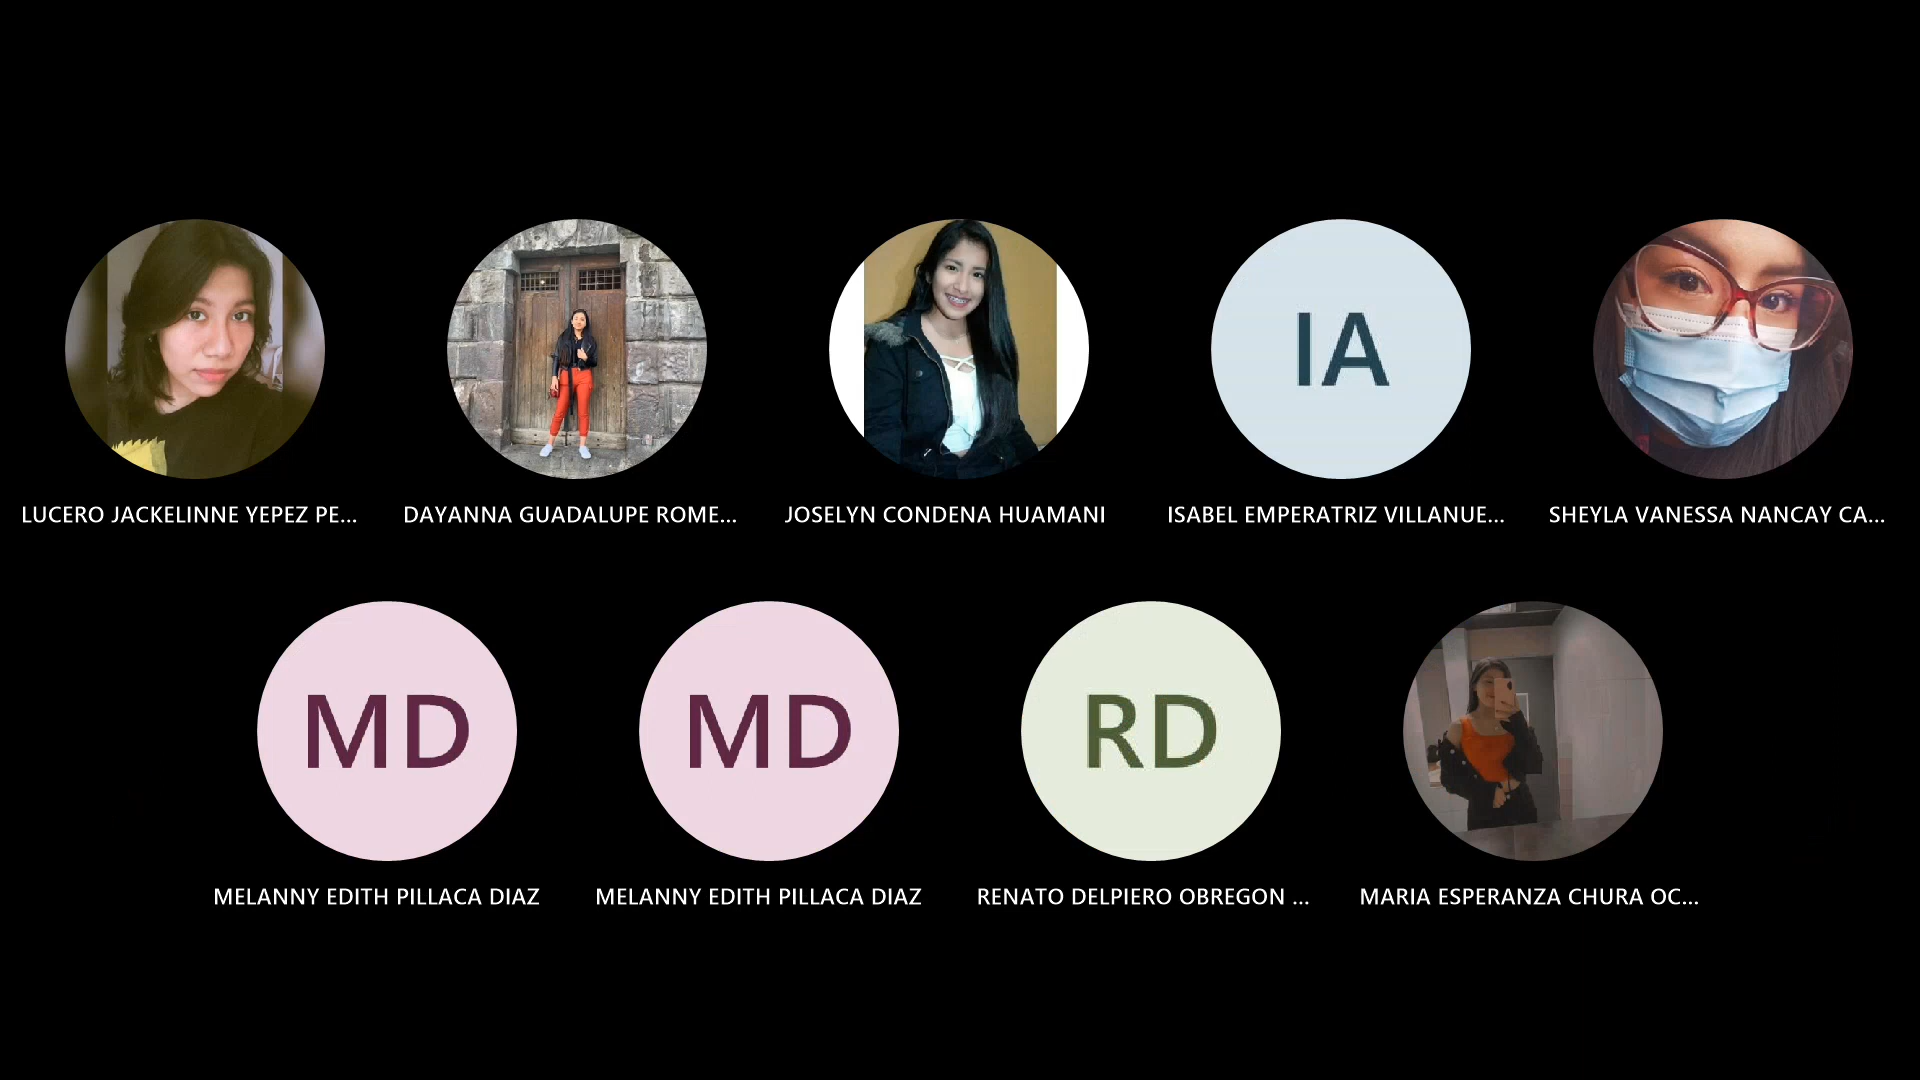 IA
LUCERO JACKELINNE YEPEZ PE...
DAYANNA GUADALUPE ROME...
JOSELYN CONDENA HUAMANI
ISABEL EMPERATRIZ VILLANUE...
SHEYLA VANESSA NANCAY CA...
MD
MD
RD
MELANNY EDITH PILLACA DIAZ
MELANNY EDITH PILLACA DIAZ
RENATO DELPIERO OBREGON ...
MARIA ESPERANZA CHURA OC...